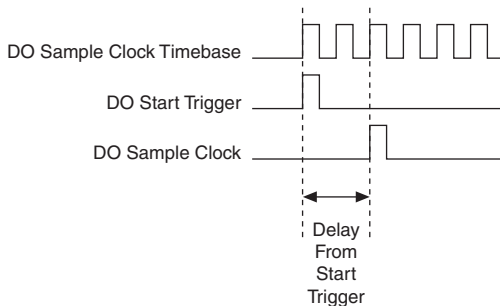 DO Sample Clock Timebase
DO Start Trigger
DO Sample Clock
Delay
From
Start
Trigger